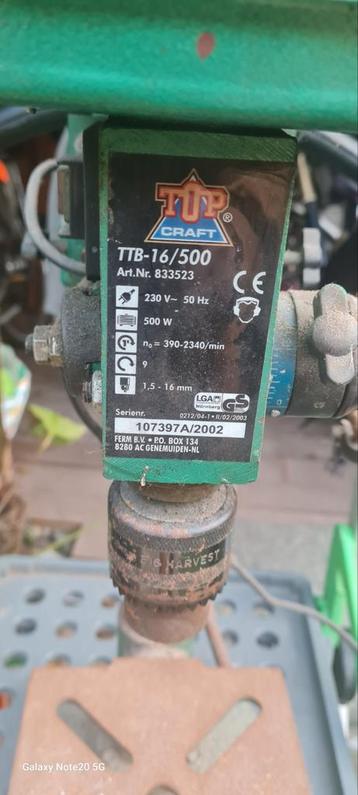 TOP
CRAFT ®
TTB-16/500
Art.Nr. 833523
230 V~ 50 Hz
CE
500 W
n₀ = 390-2340/min
9
1,5 - 16 mm
LGA
Nürnberg
GS
0212/04-1 • II/02/2003
Serienr.
107397A/2002
FERM B.V. • P.O. BOX 134
8280 AC GENEMUIDEN-NL
HARVEST
Galaxy Note20 5G